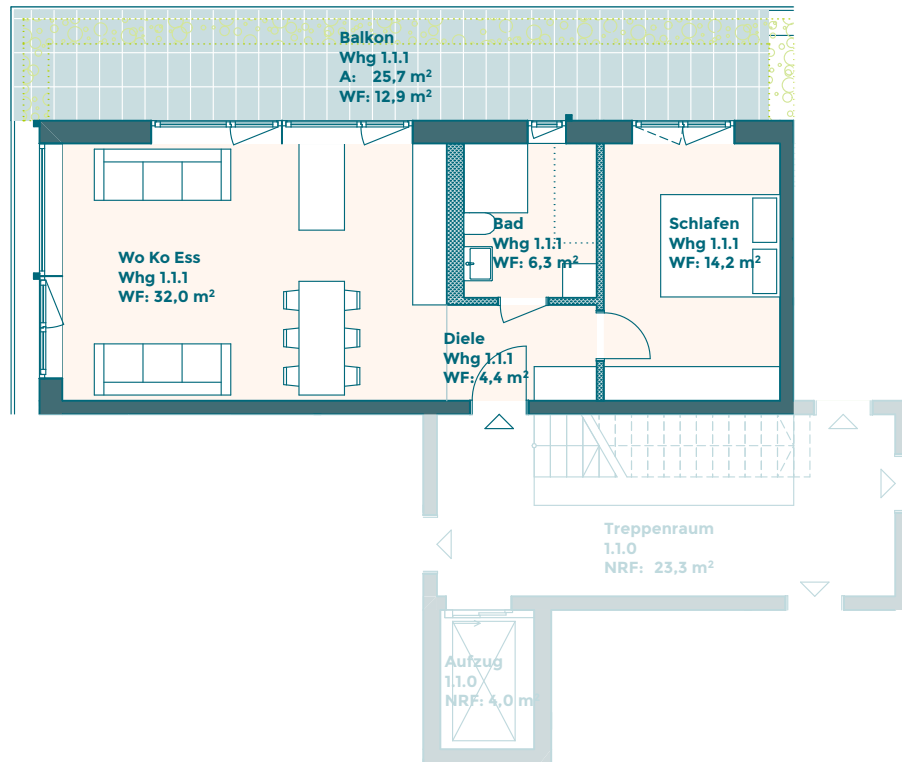 Balkon
Whg 1.1.1
A: 25,7 m²
WF: 12,9 m²
Wo Ko Ess
Whg 1.1.1
WF: 32,0 m²
Bad
Whg 1.1.1
WF: 6,3 m²
Schlafen
Whg 1.1.1
WF: 14,2 m²
Diele
Whg 1.1.1
WF: 4,4 m²
Treppenraum
1.1.0
NRF: 23,3 m²
Aufzug
1.1.0
NRF: 4,0 m²